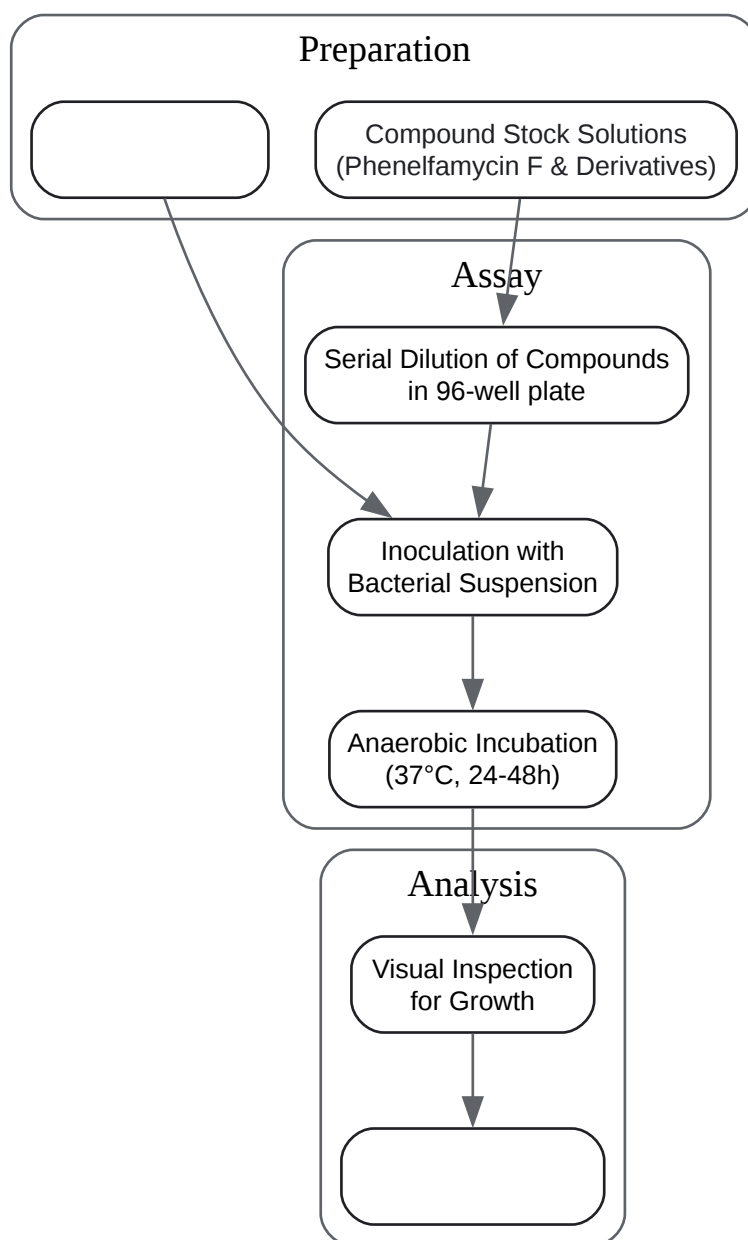 Preparation
Compound Stock Solutions
(Phenelfamycin F & Derivatives)
Assay
Serial Dilution of Compounds
in 96-well plate
Inoculation with
Bacterial Suspension
Anaerobic Incubation
(37°C, 24-48h)
Analysis
Visual Inspection
for Growth